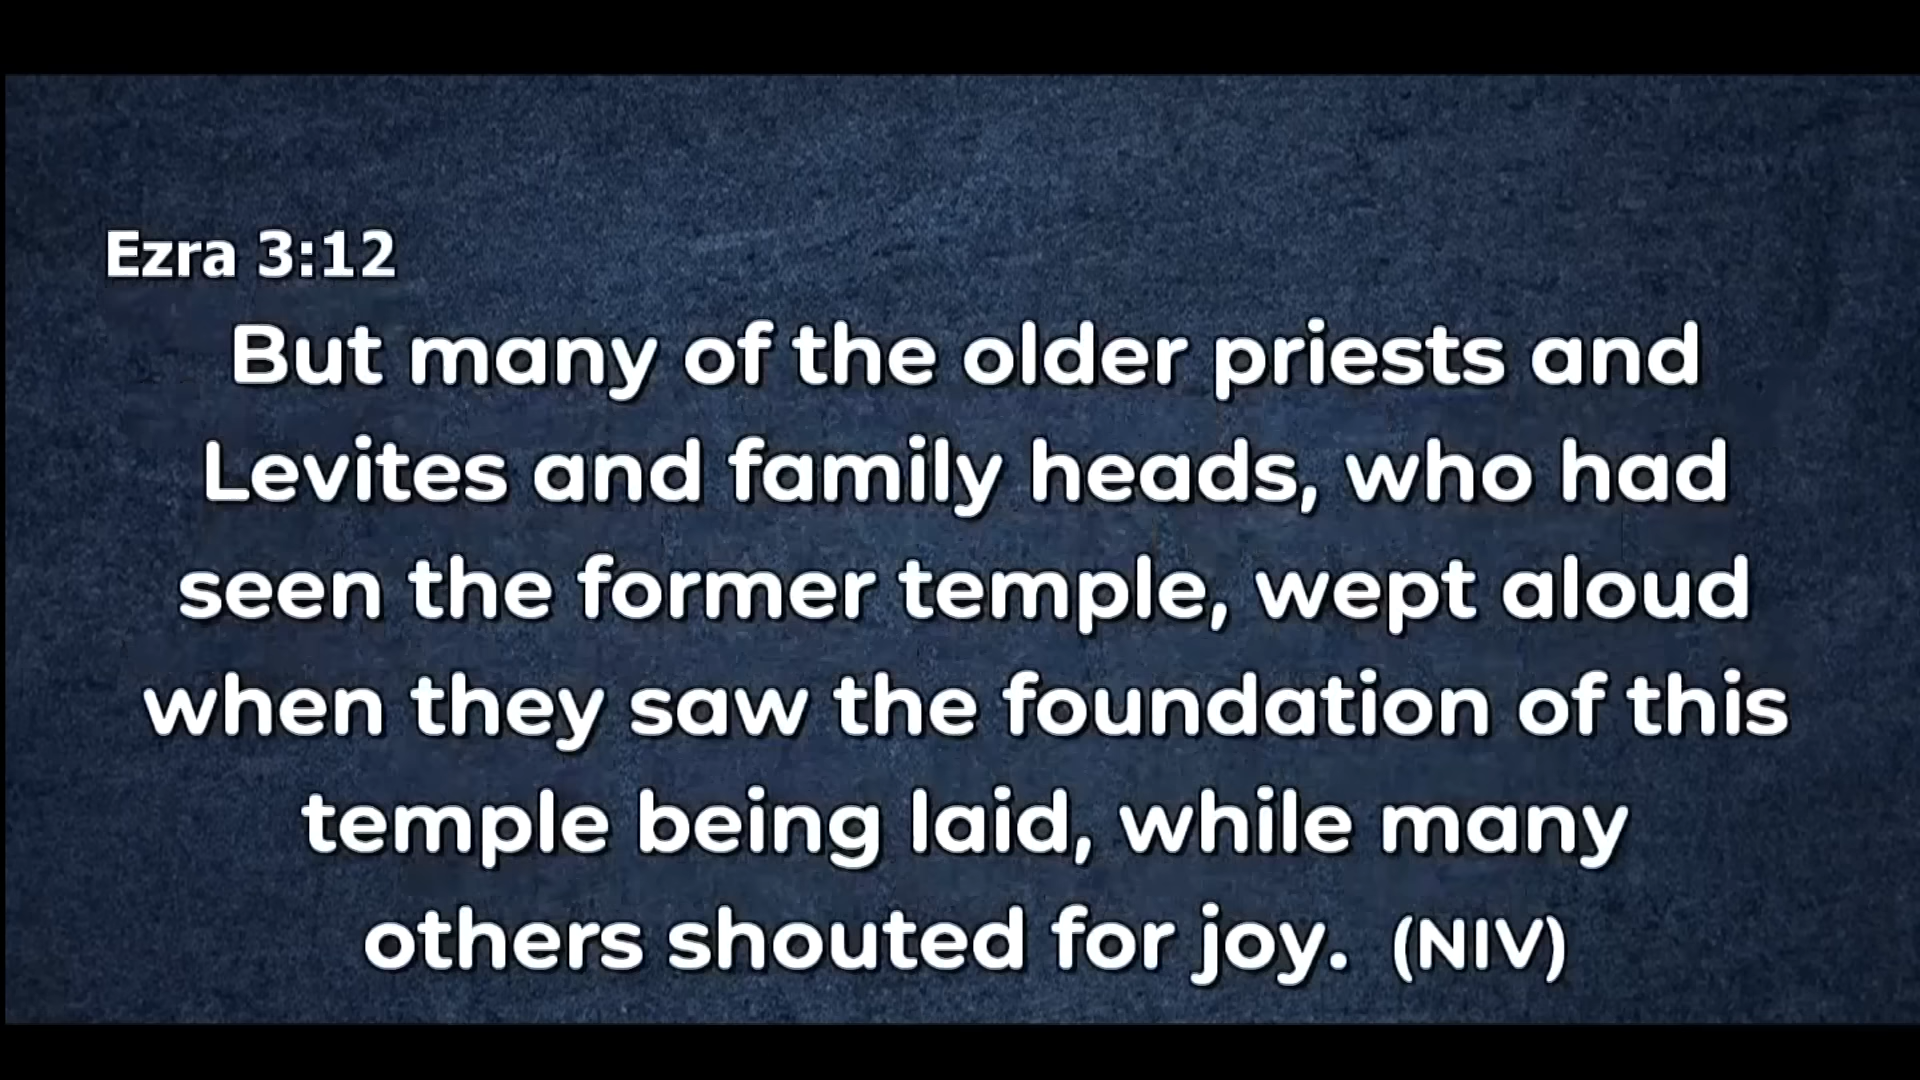 Ezra 3:12
But many of the older priests and
Levites and family heads, who had
seen the former temple, wept aloud
when they saw the foundation of this
temple being laid, while many
others shouted for joy. (NIV)